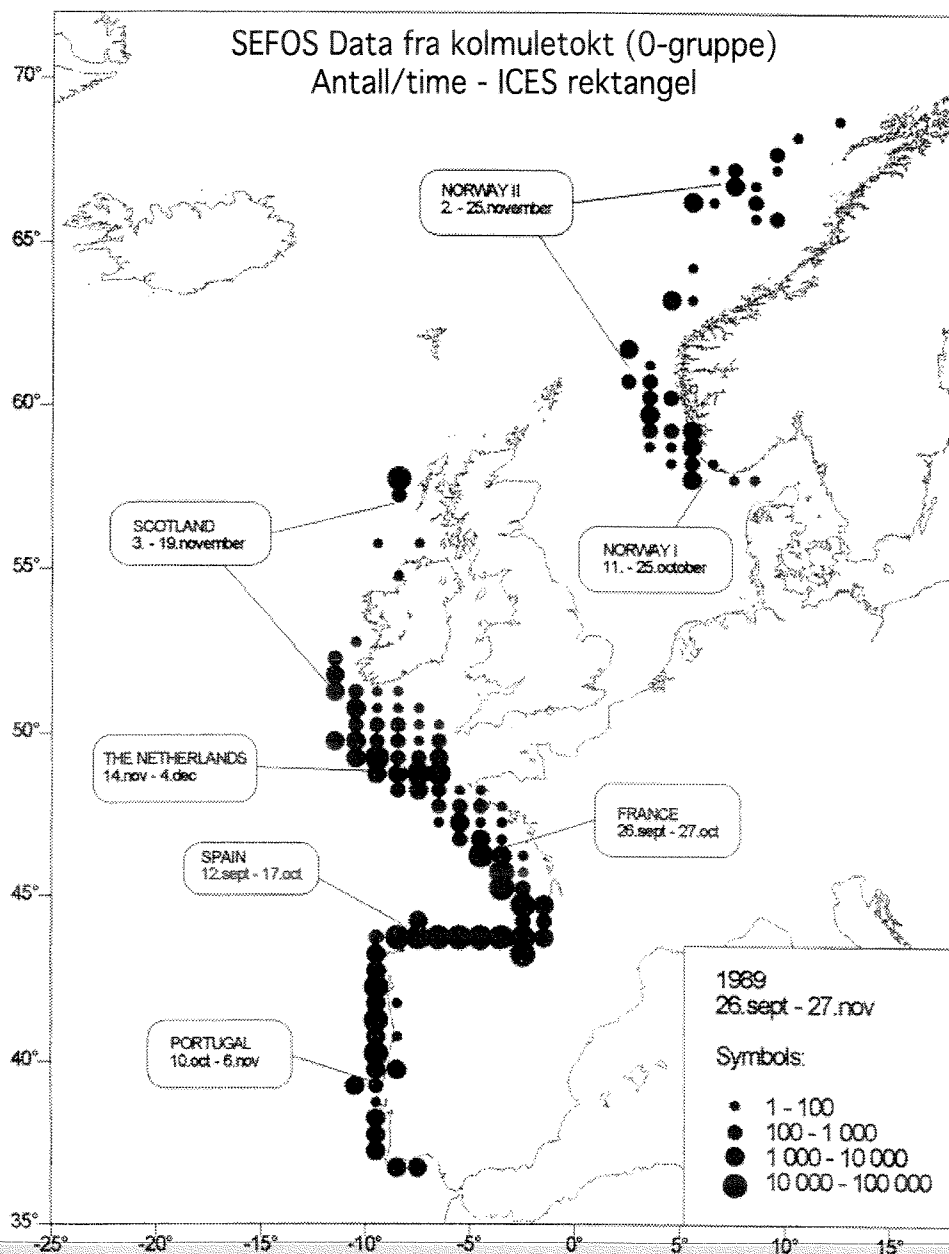 SEFOS Data fra kolmuletokt (0-gruppe)
Antall/time - ICES rektangel
70°
65°
60°
55°
50°
45°
40°
35°
NORWAY II
2. - 25.november
SCOTLAND
3. - 19.november
NORWAY I
11. - 25.october
THE NETHERLANDS
14.nov - 4.dec
FRANCE
26.sept - 27.oct
SPAIN
12.sept - 17.oct
PORTUGAL
10.oct - 6.nov
1989
26.sept - 27.nov
Symbols:
1 - 100
100 - 1 000
1 000 - 10 000
10 000 - 100 000
-25° -20° -15° -10° -5° 0° 5° 10° 15°